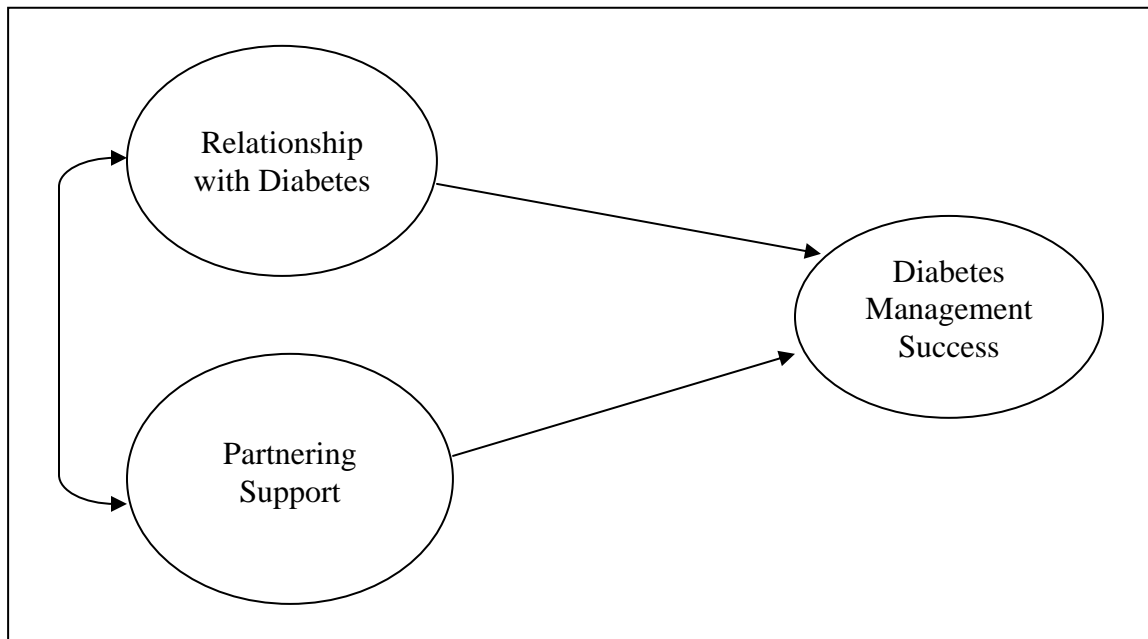 Relationship
with Diabetes
Diabetes
Management
Success
Partnering
Support